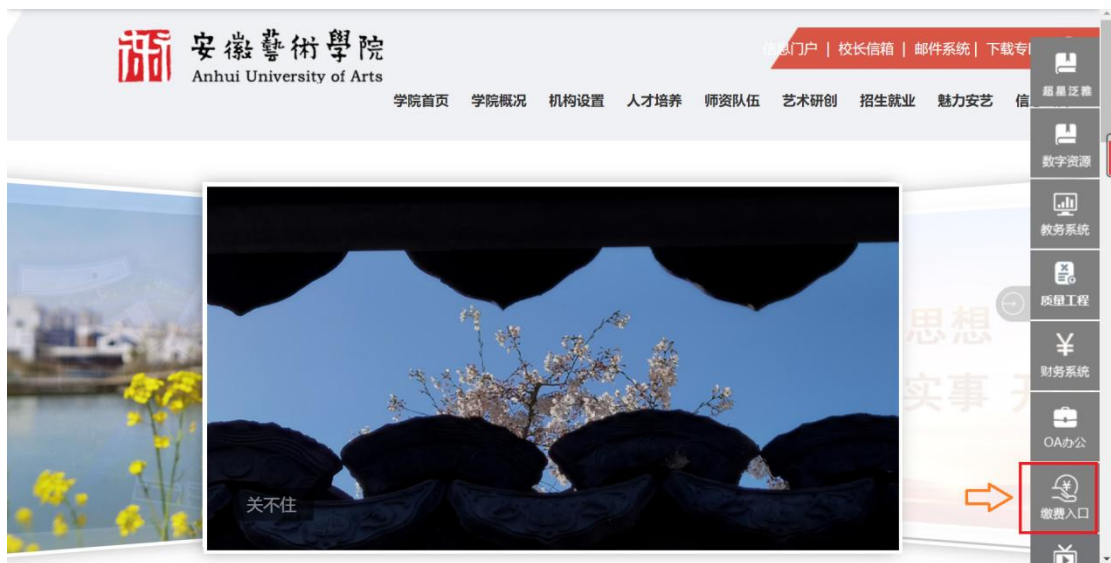 安徽藝術學院
Anhui University of Arts
信息门户 | 校长信箱 | 邮件系统 | 下载专
学院首页 学院概况 机构设置 人才培养 师资队伍 艺术研创 招生就业 魅力安艺 信
超星泛雅
数字资源
教务系统
质量工程
财务系统
OA办公
缴费入口
思想
实事 开
关不住